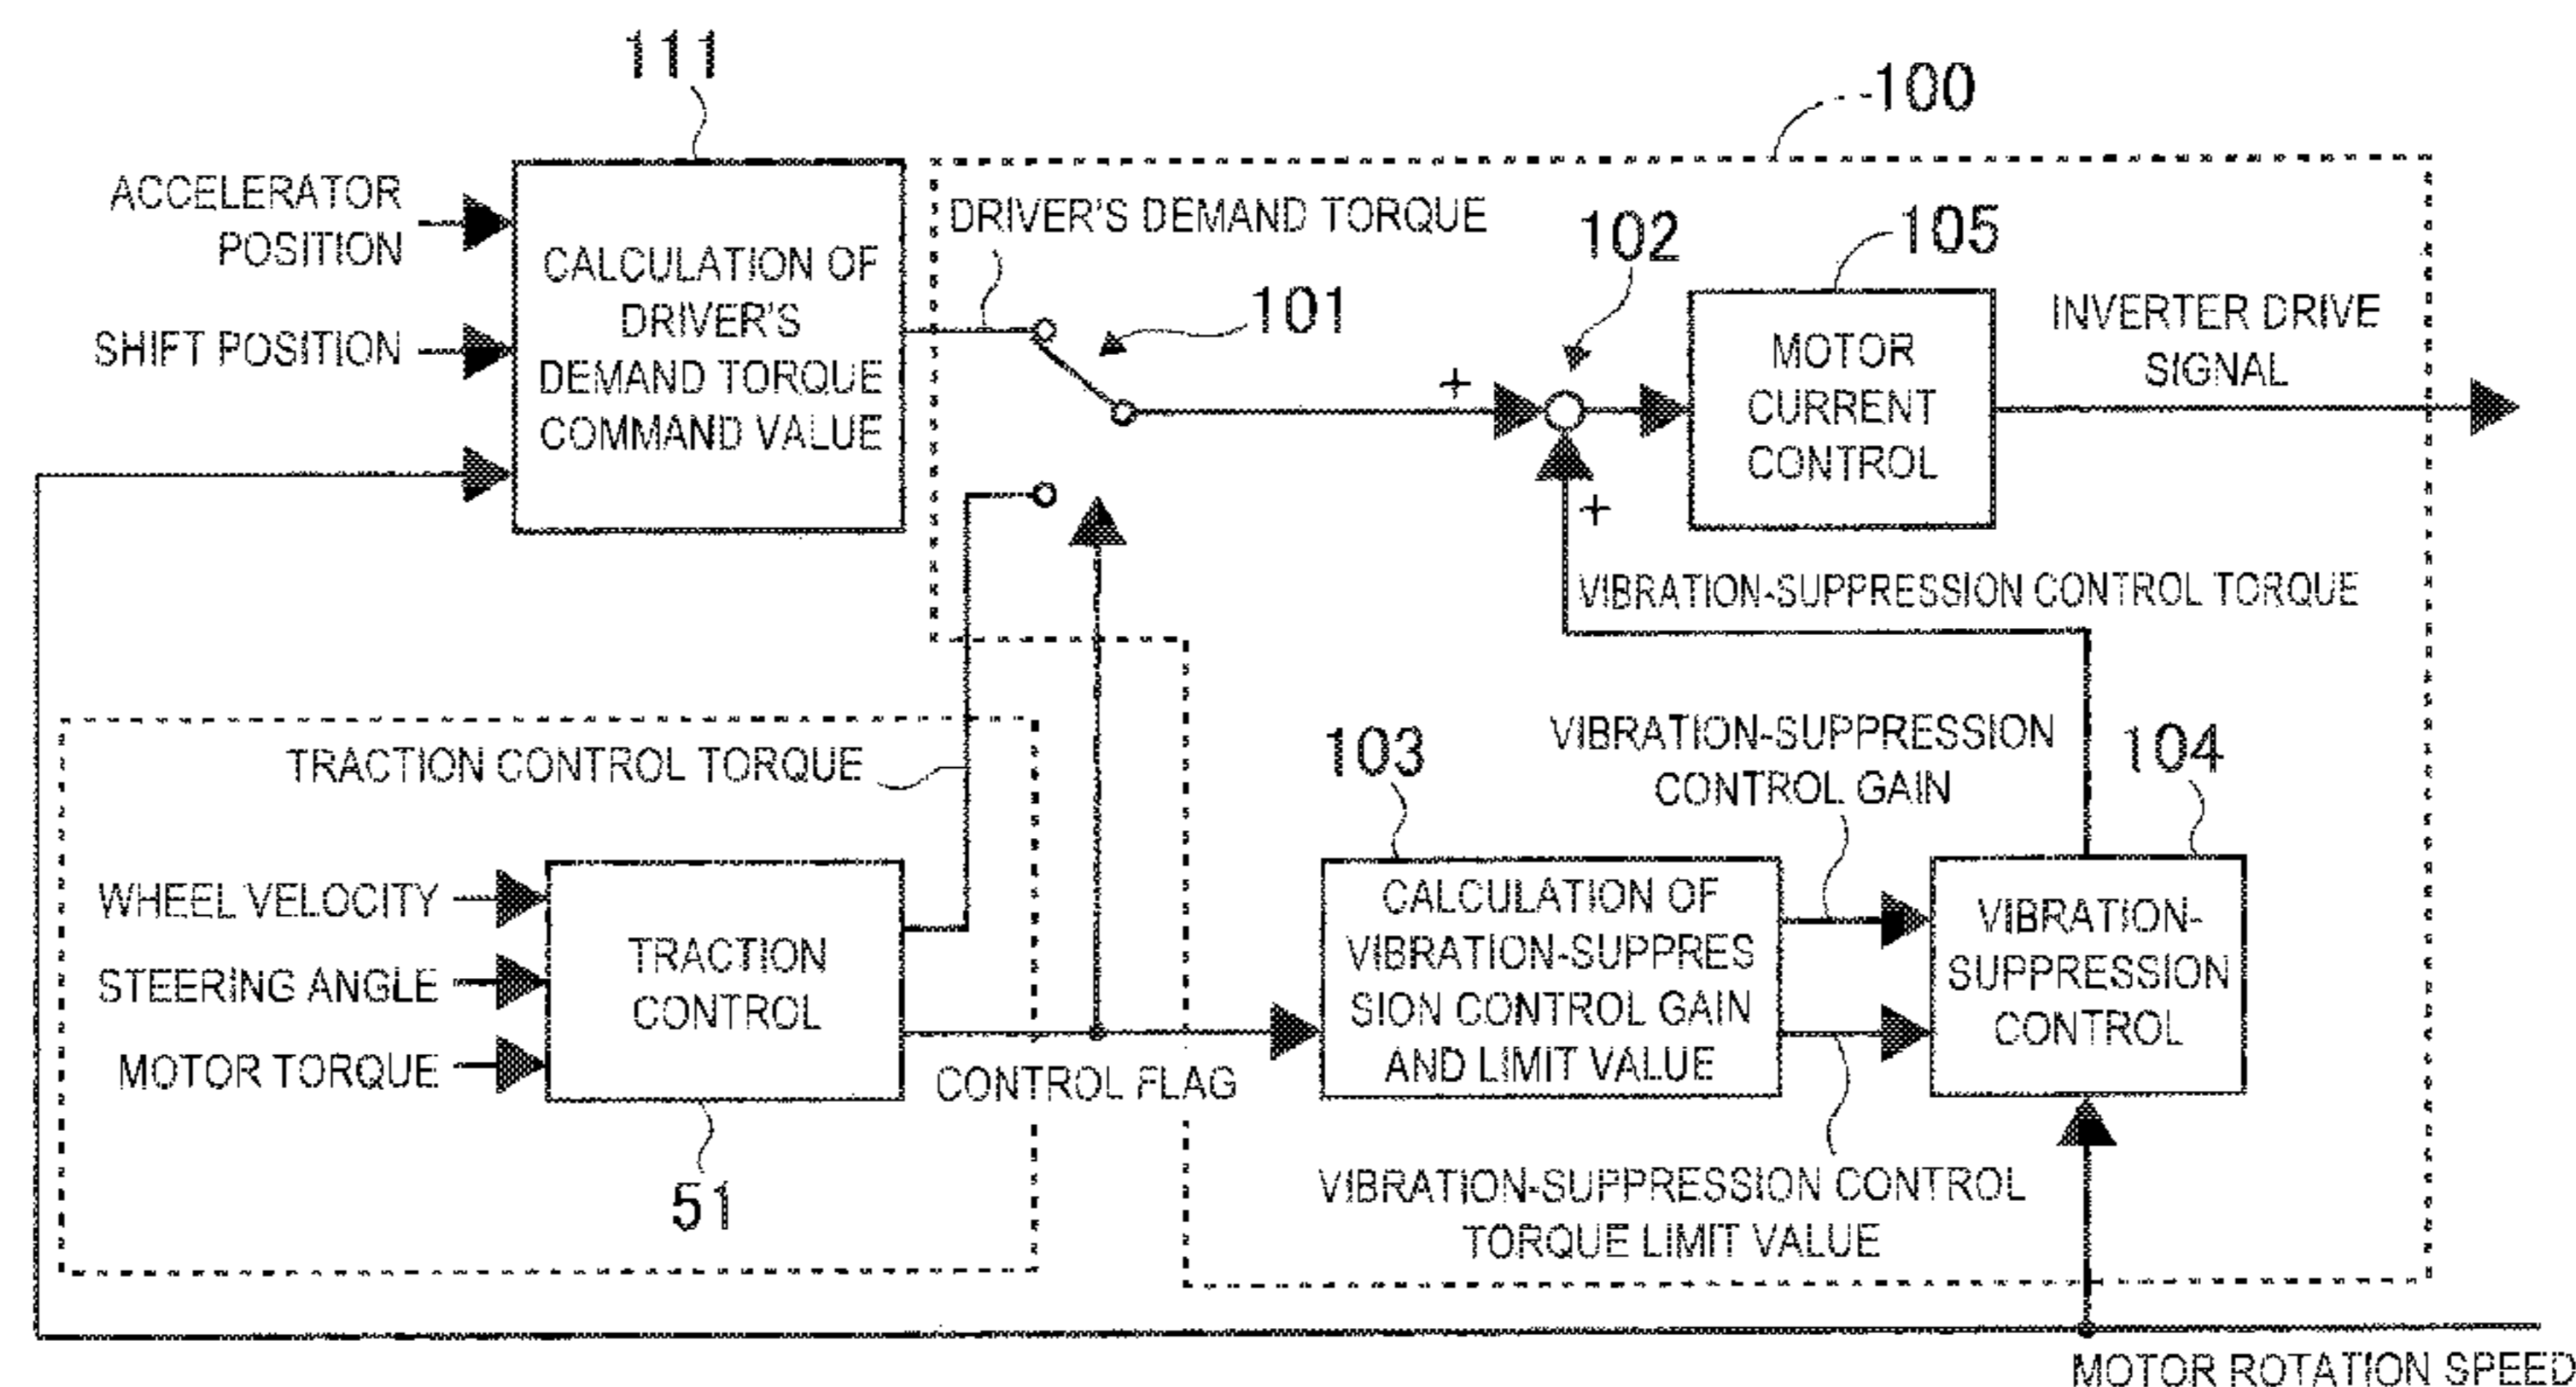 111
100
ACCELERATOR
POSITION
SHIFT POSITION
CALCULATION OF
DRIVER'S
DEMAND TORQUE
COMMAND VALUE
DRIVER'S DEMAND TORQUE
101
102
105
+
+
MOTOR
CURRENT
CONTROL
INVERTER DRIVE
SIGNAL
VIBRATION-SUPPRESSION CONTROL TORQUE
TRACTION CONTROL TORQUE
WHEEL VELOCITY
STEERING ANGLE
MOTOR TORQUE
TRACTION
CONTROL
51
CONTROL FLAG
103
CALCULATION OF
VIBRATION-SUPPRES
SION CONTROL GAIN
AND LIMIT VALUE
VIBRATION-SUPPRESSION
CONTROL GAIN
104
VIBRATION-
SUPPRESSION
CONTROL
VIBRATION-SUPPRESSION CONTROL
TORQUE LIMIT VALUE
MOTOR ROTATION SPEED